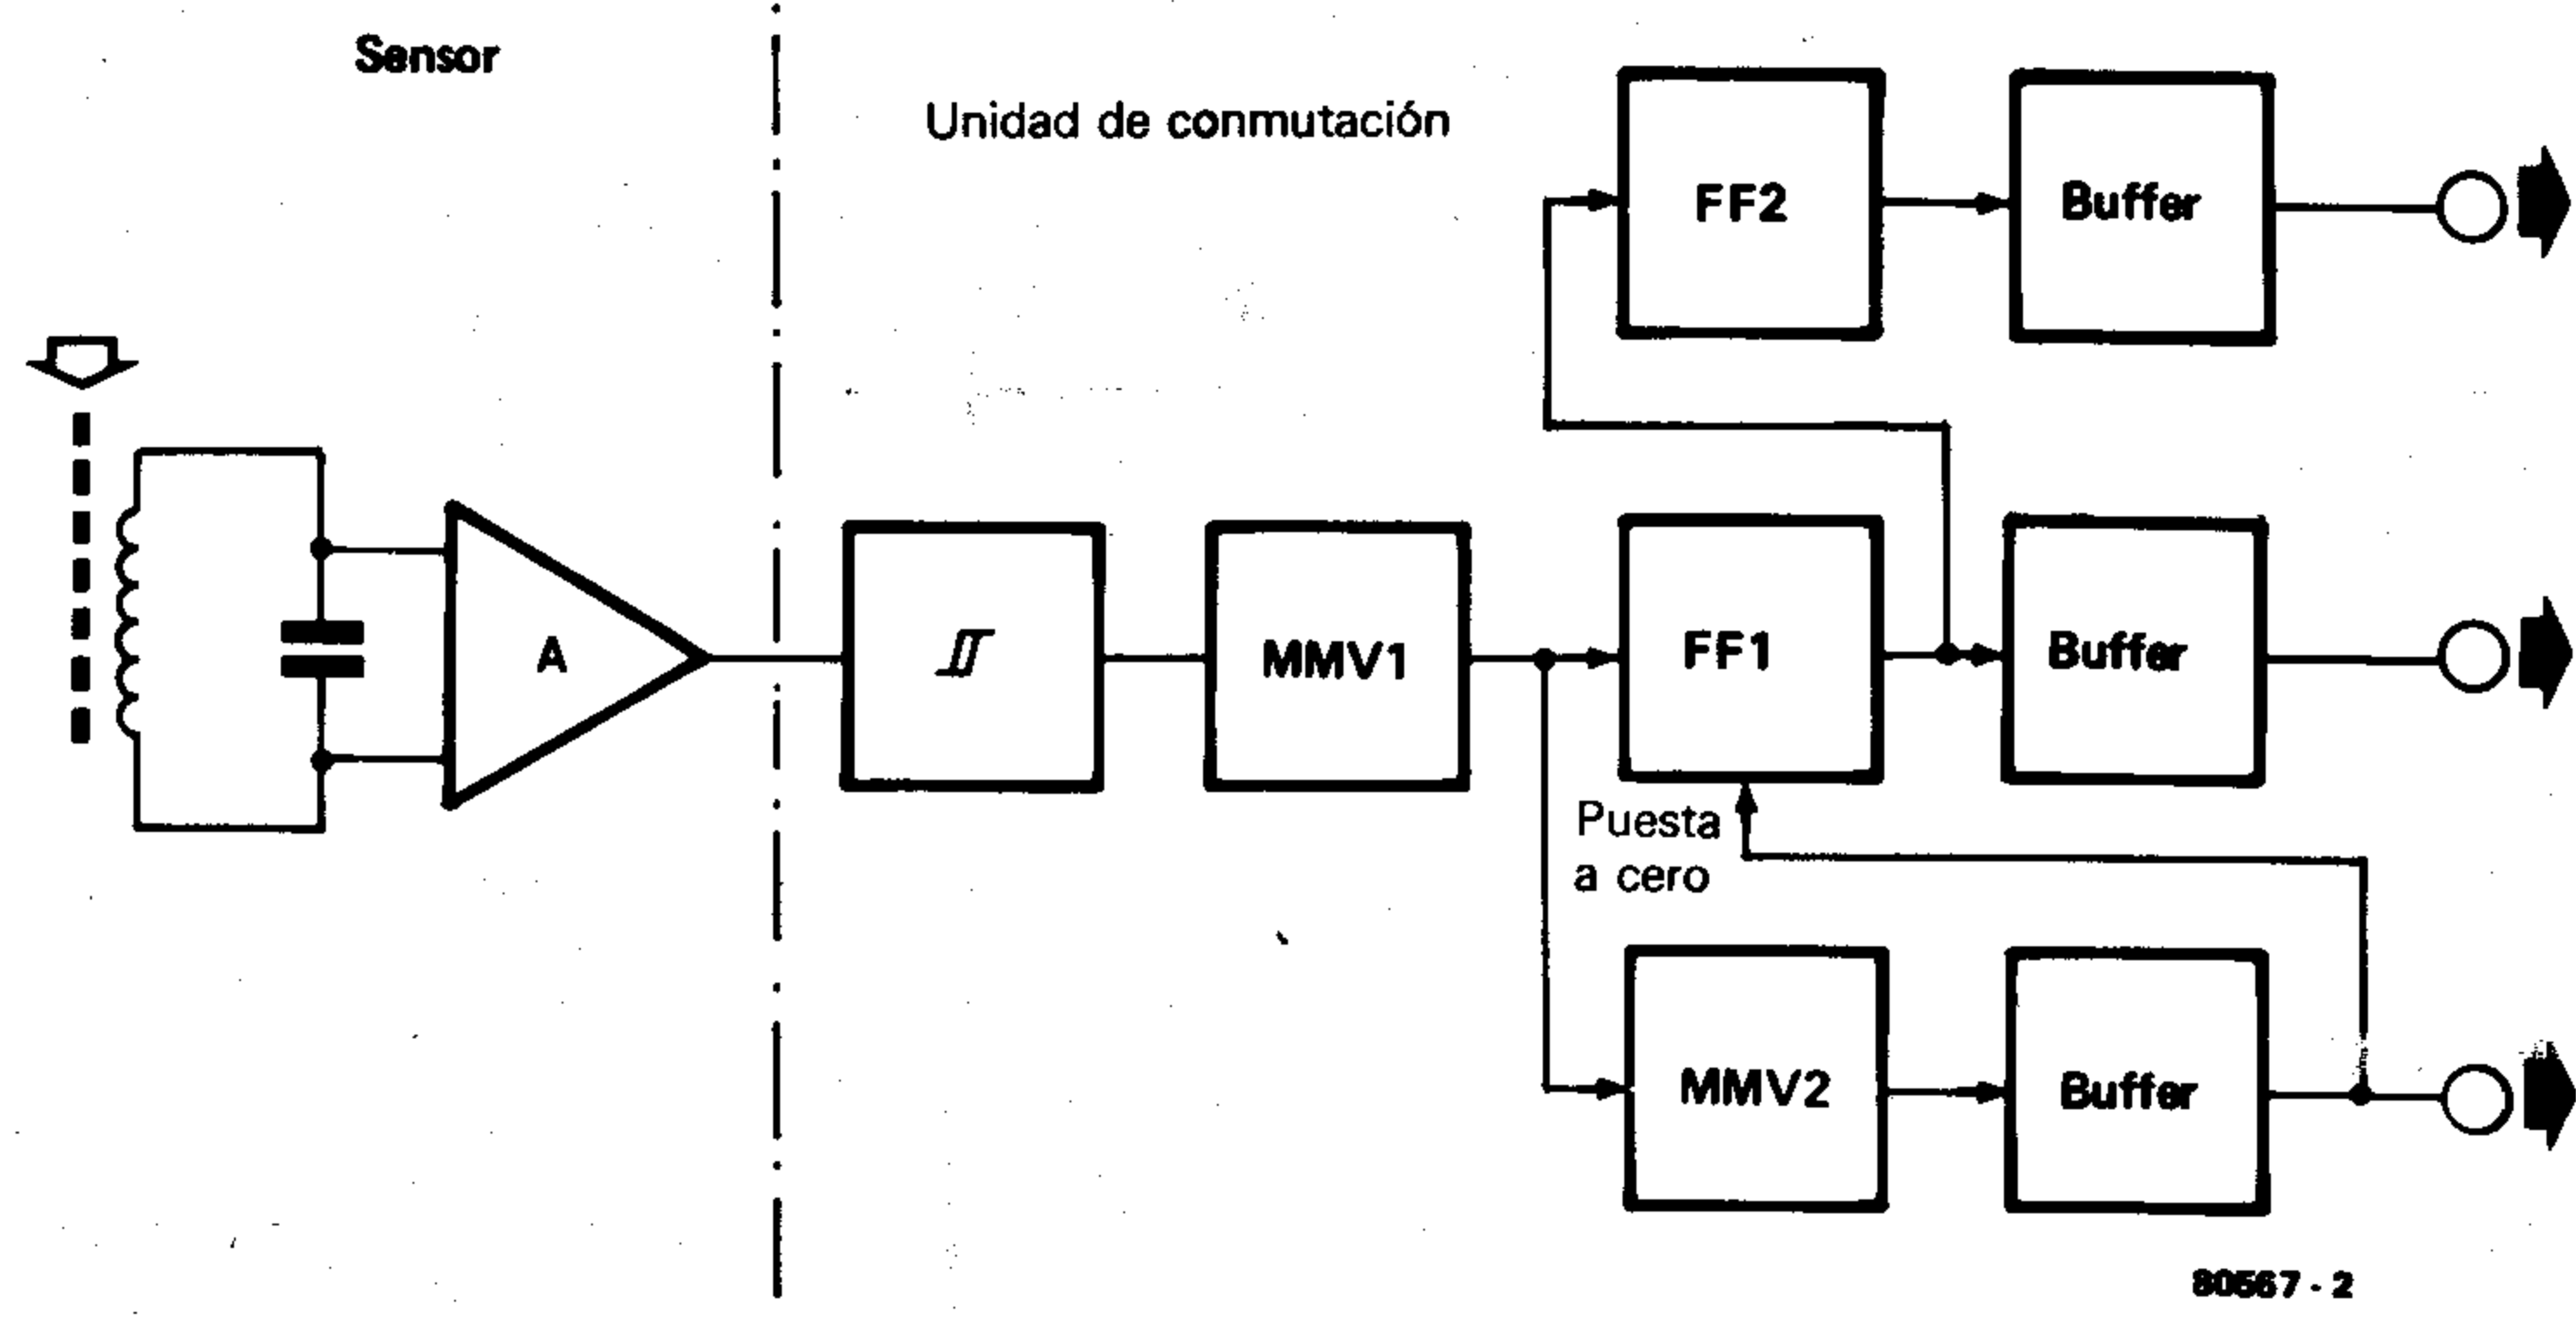 Sensor
Unidad de conmutación
FF2
Buffer
A
MMV1
FF1
Buffer
Puesta
a cero
MMV2
Buffer
80567 - 2